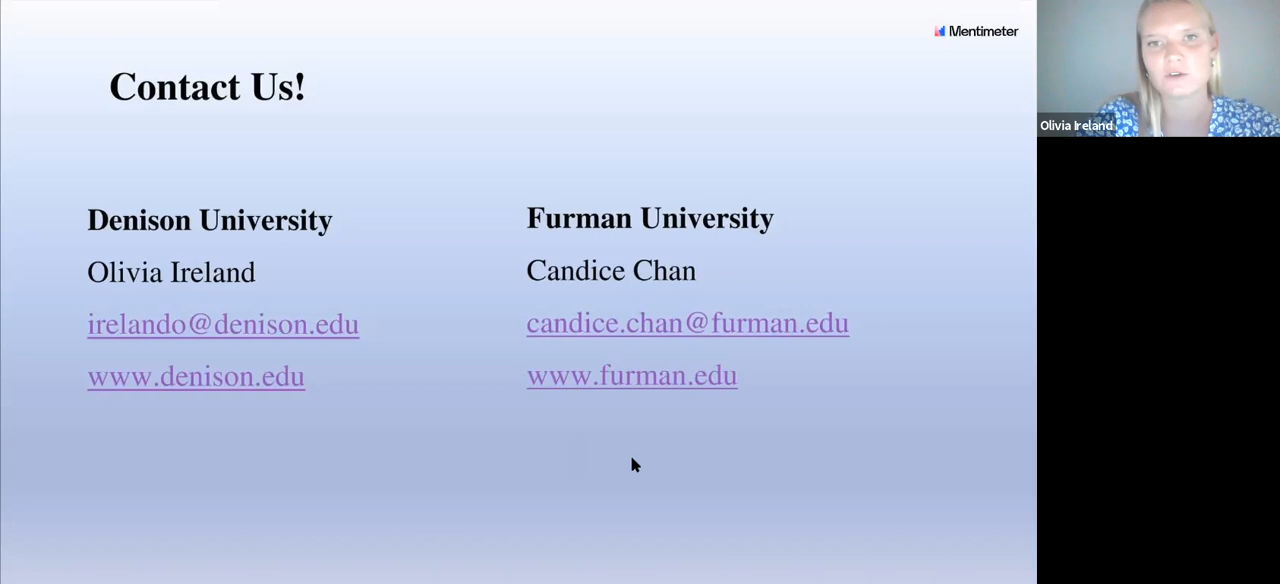 Mentimeter
Contact Us!
Denison University
Olivia Ireland
irelando@denison.edu
www.denison.edu
Furman University
Candice Chan
candice.chan@furman.edu
www.furman.edu
Olivia Ireland